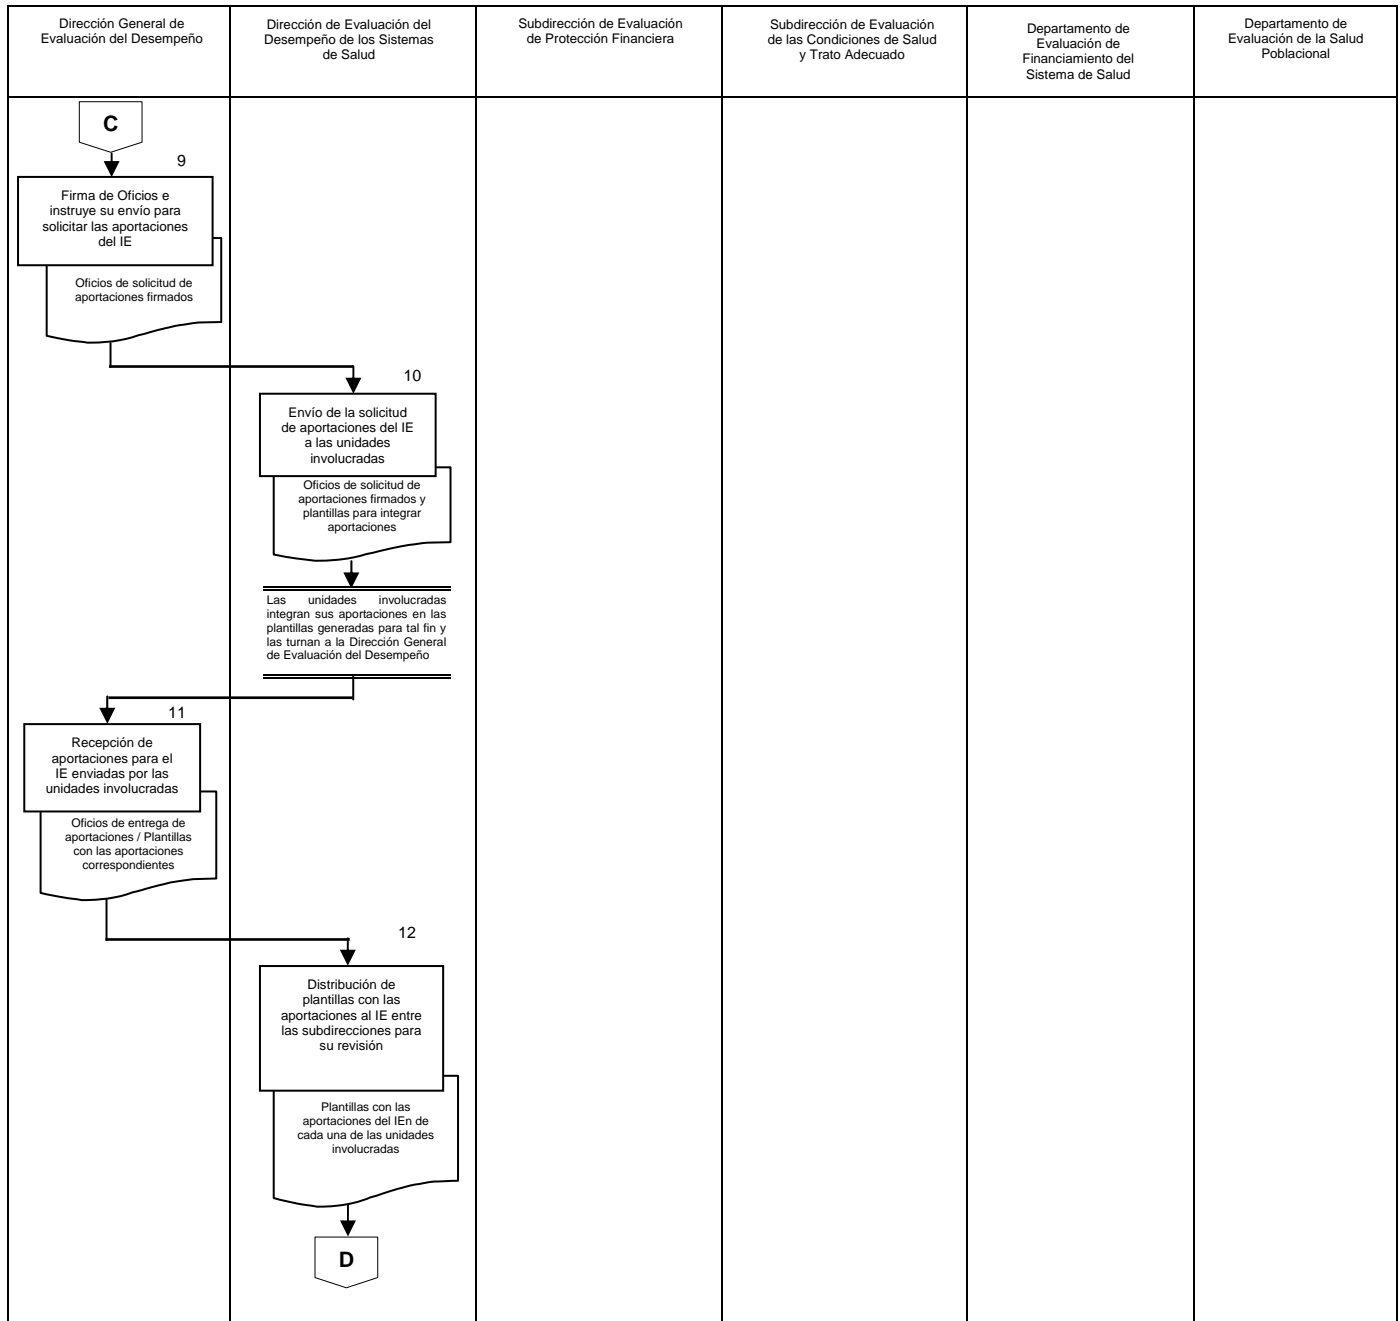 Dirección General de
Evaluación del Desempeño
Dirección de Evaluación del
Desempeño de los Sistemas
de Salud
Subdirección de Evaluación
de Protección Financiera
Subdirección de Evaluación
de las Condiciones de Salud
y Trato Adecuado
Departamento de
Evaluación de
Financiamiento del
Sistema de Salud
Departamento de
Evaluación de la Salud
Poblacional
C
9
Firma de Oficios e
instruye su envío para
solicitar las aportaciones
del IE
Oficios de solicitud de
aportaciones firmados
10
Envío de la solicitud
de aportaciones del IE
a las unidades
involucradas
Oficios de solicitud de
aportaciones firmados y
plantillas para integrar
aportaciones
Las unidades involucradas
integran sus aportaciones en las
plantillas generadas para tal fin y
las turnan a la Dirección General
de Evaluación del Desempeño
11
Recepción de
aportaciones para el
IE enviadas por las
unidades involucradas
Oficios de entrega de
aportaciones / Plantillas
con las aportaciones
correspondientes
12
Distribución de
plantillas con las
aportaciones al IE entre
las subdirecciones para
su revisión
Plantillas con las
aportaciones del IEn de
cada una de las unidades
involucradas
D